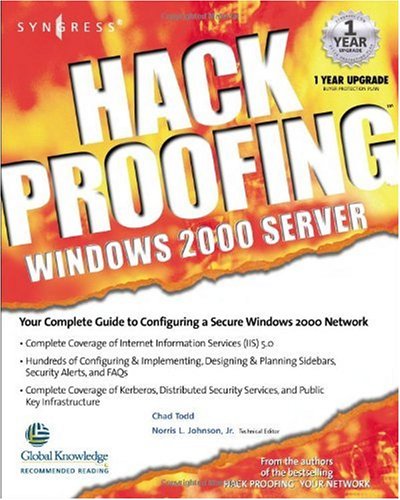 SYNGRESS®
1
YEAR
UPGRADE
1 YEAR UPGRADE
BUYER PROTECTION PLAN
HACK
PROOFING™
WINDOWS 2000 SERVER
Your Complete Guide to Configuring a Secure Windows 2000 Network
• Complete Coverage of Internet Information Services (IIS) 5.0
• Hundreds of Configuring & Implementing, Designing & Planning Sidebars,
Security Alerts, and FAQs
• Complete Coverage of Kerberos, Distributed Security Services, and Public
Key Infrastructure
Chad Todd
Norris L. Johnson, Jr. Technical Editor
Global Knowledge
RECOMMENDED READING
From the authors
of the bestselling
HACK PROOFING™ YOUR NETWORK